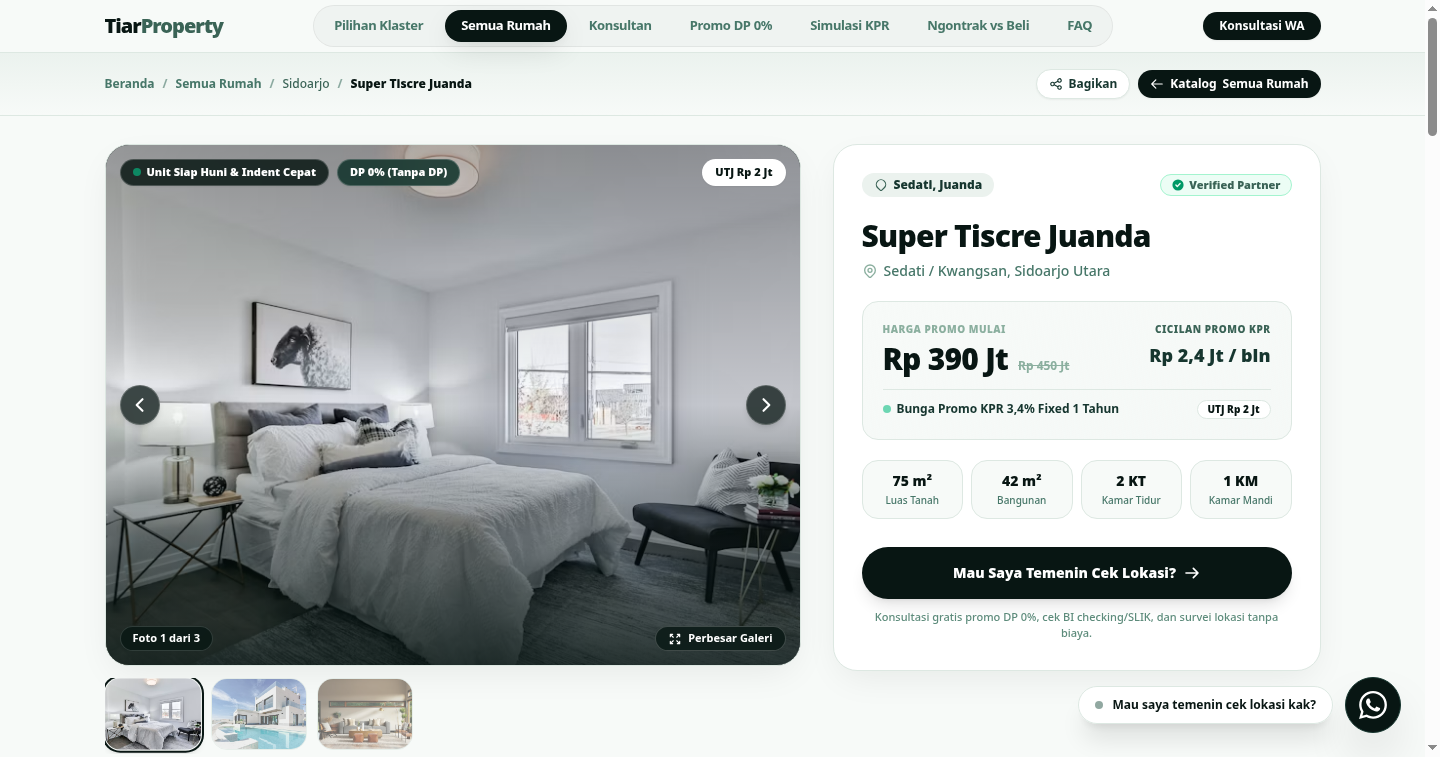 TiarProperty
Pilihan Klaster
Semua Rumah
Konsultan
Promo DP 0%
Simulasi KPR
Ngontrak vs Beli
FAQ
Konsultasi WA
Beranda / Semua Rumah / Sidoarjo / Super TIscre Juanda
Bagikan
Katalog Semua Rumah
Unit Siap Huni & Indent Cepat
DP 0% (Tanpa DP)
UTJ Rp 2 Jt
Foto 1 dari 3
Perbesar Galeri
Sedati, Juanda
Verified Partner
Super Tiscre Juanda
Sedati / Kwangsan, Sidoarjo Utara
HARGA PROMO MULAI
Rp 390 Jt Rp 450 Jt
CICILAN PROMO KPR
Rp 2,4 Jt / bln
Bunga Promo KPR 3,4% Fixed 1 Tahun
UTJ Rp 2 Jt
75 m²
Luas Tanah
42 m²
Bangunan
2 KT
Kamar Tidur
1 KM
Kamar Mandi
Mau Saya Temenin Cek Lokasi?
Konsultasi gratis promo DP 0%, cek BI checking/SLIK, dan survei lokasi tanpa
biaya.
Mau saya temenin cek lokasi kak?